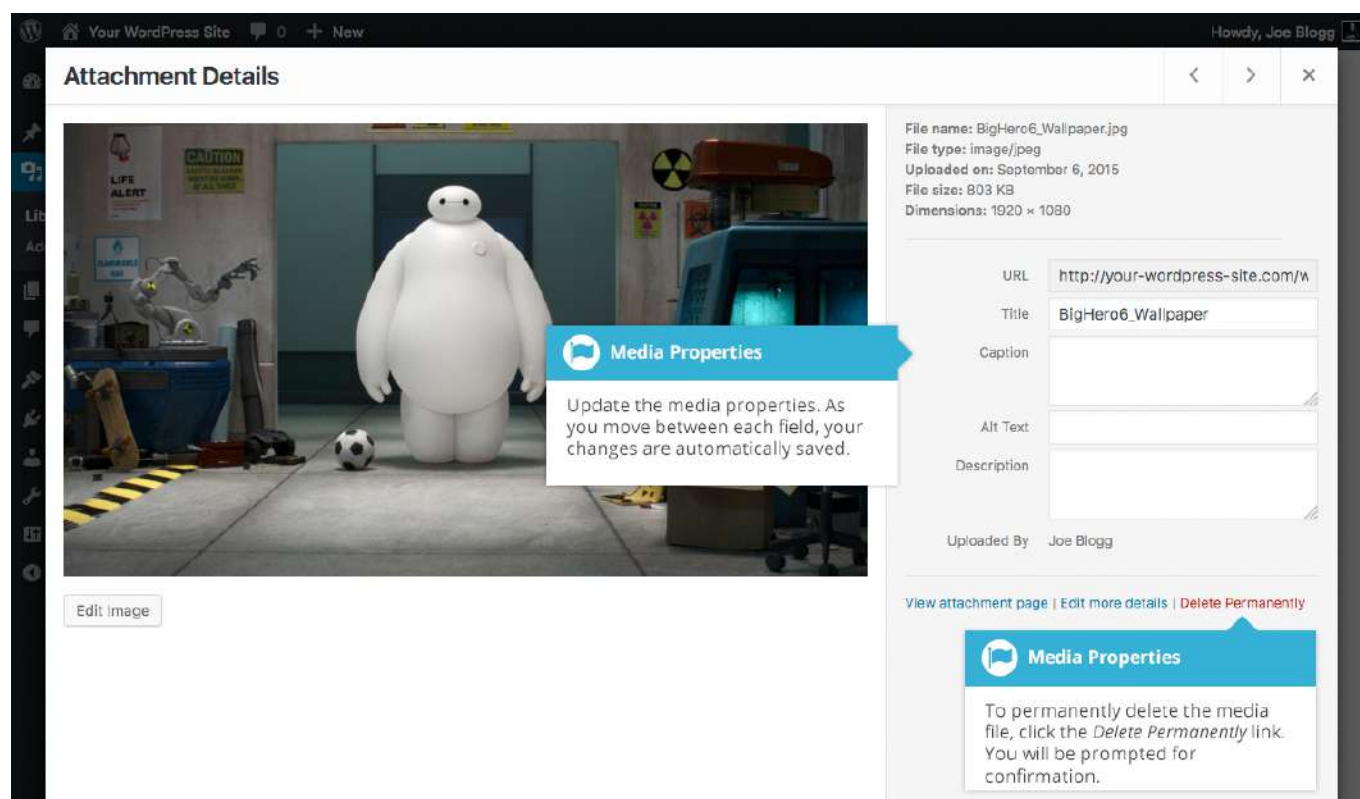 Your WordPress Site 0 + New Howdy, Joe Blogg
Attachment Details
File name: BigHero6_Wallpaper.jpg
File type: image/jpeg
Uploaded on: September 6, 2015
File size: 803 KB
Dimensions: 1920 × 1080
LIFE
ALERT
CAUTION
URL http://your-wordpress-site.com/w
Title BigHero6_Wallpaper
Caption
Alt Text
Description
Uploaded By Joe Blogg
Media Properties
Update the media properties. As
you move between each field, your
changes are automatically saved.
Lib
Ad
Edit Image
View attachment page | Edit more details | Delete Permanently
Media Properties
To permanently delete the media
file, click the Delete Permanently link.
You will be prompted for
confirmation.